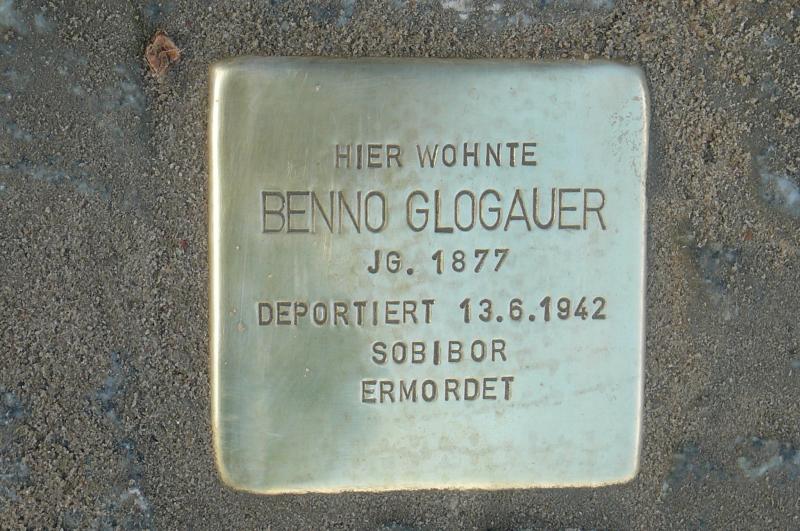 HIER WOHNTE
BENNO GLOGAUER
JG. 1877
DEPORTIERT 13.6.1942
SOBIBOR
ERMORDET